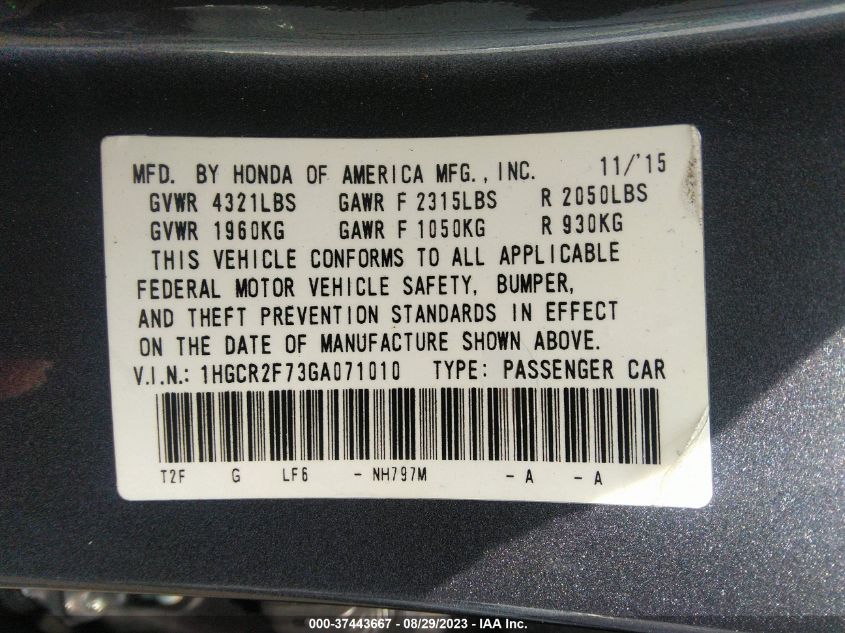 MFD. BY HONDA OF AMERICA MFG., INC. 11/'15
GVWR 4321LBS GAWR F 2315LBS R 2050LBS
GVWR 1960KG GAWR F 1050KG R 930KG
THIS VEHICLE CONFORMS TO ALL APPLICABLE
FEDERAL MOTOR VEHICLE SAFETY, BUMPER,
AND THEFT PREVENTION STANDARDS IN EFFECT
ON THE DATE OF MANUFACTURE SHOWN ABOVE.
V.I.N.: 1HGCR2F73GA071010 TYPE: PASSENGER CAR
T2F G LF6 - NH797M - A - A
000-37443667 - 08/29/2023 - IAA Inc.